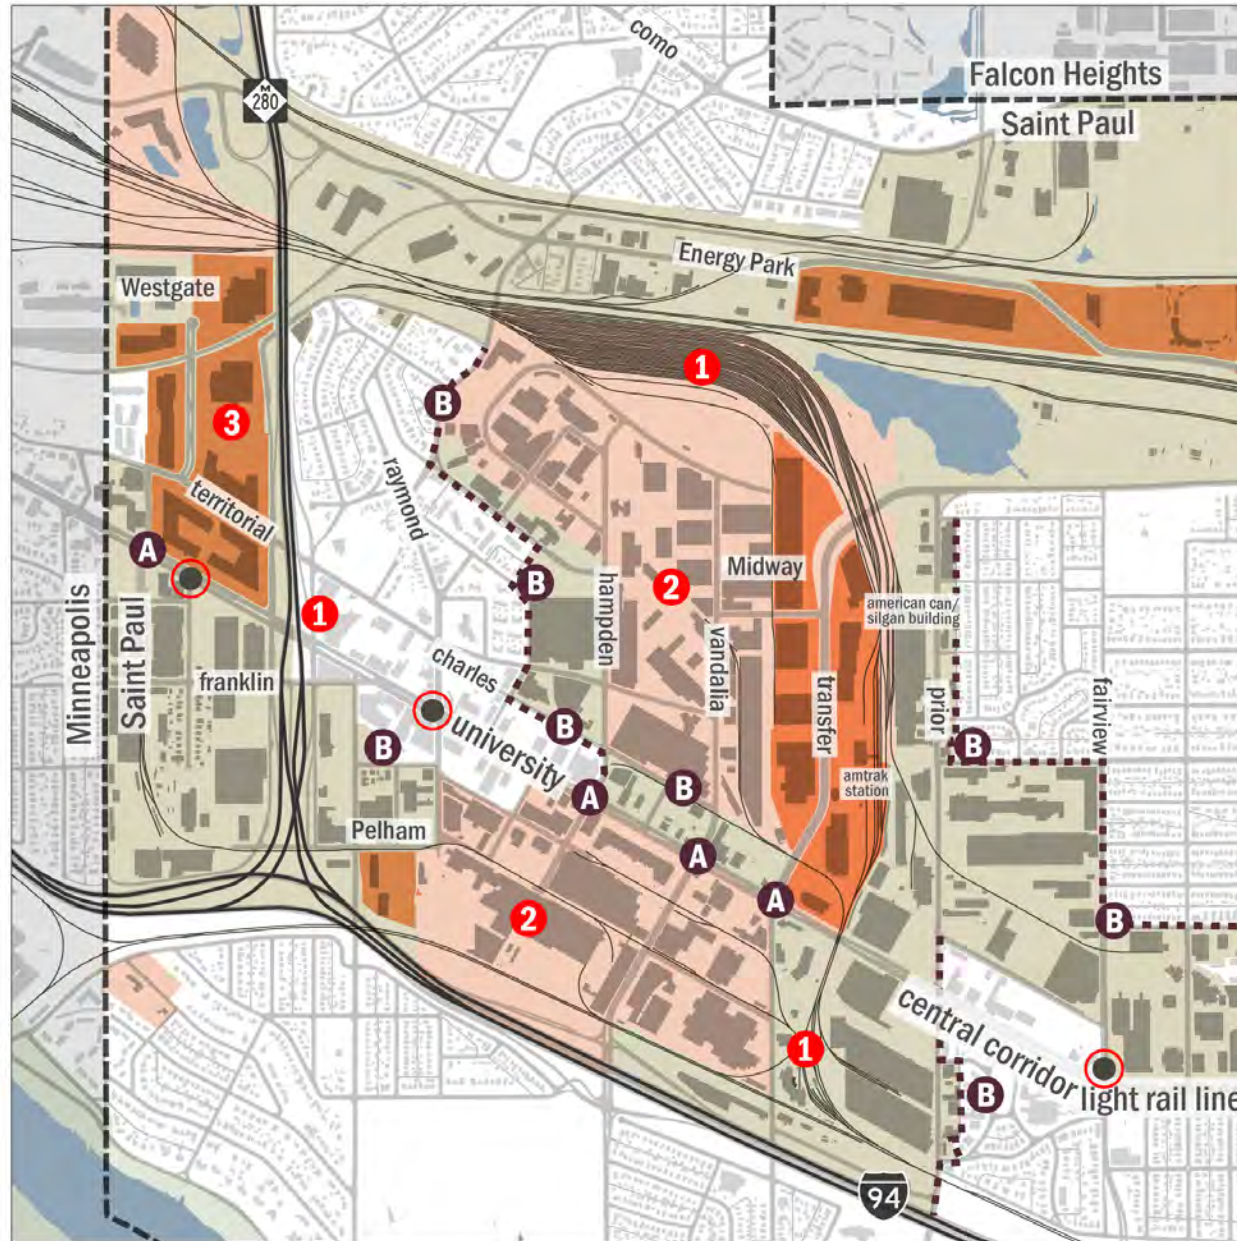 como
M
280
Falcon Heights
Saint Paul
Energy Park
Westgate
1
B
3
raymond
territorial
A
Minneapolis
Saint Paul
1
B
hampden
2
Midway
american can/
silgan building
vandalia
transfer
prior
fairview
franklin
charles
university
B
B
B
B
A
amtrak
station
Pelham
A
A
2
B
central corridor
light rail line
1
B
94